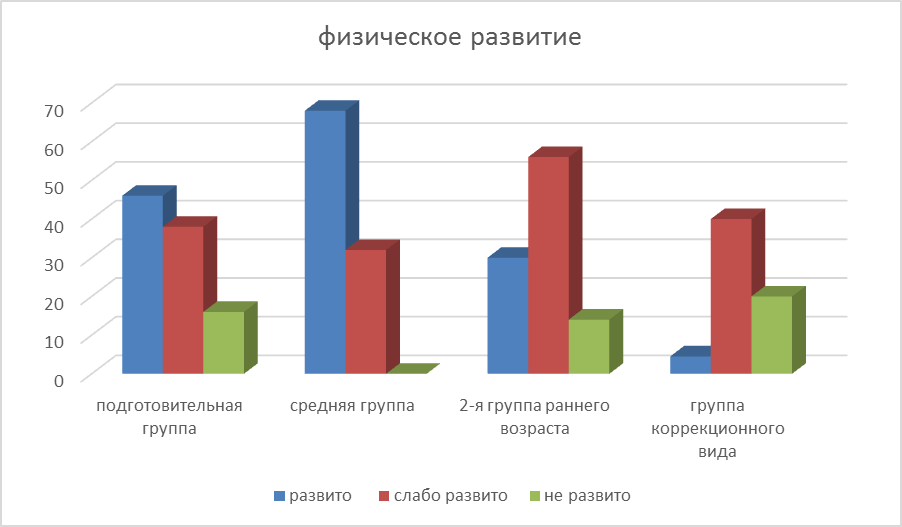 физическое развитие
70
60
50
40
30
20
10
0
подготовительная
группа
средняя группа
2-я группа раннего
возраста
группа
коррекционного
вида
развито
слабо развито
не развито